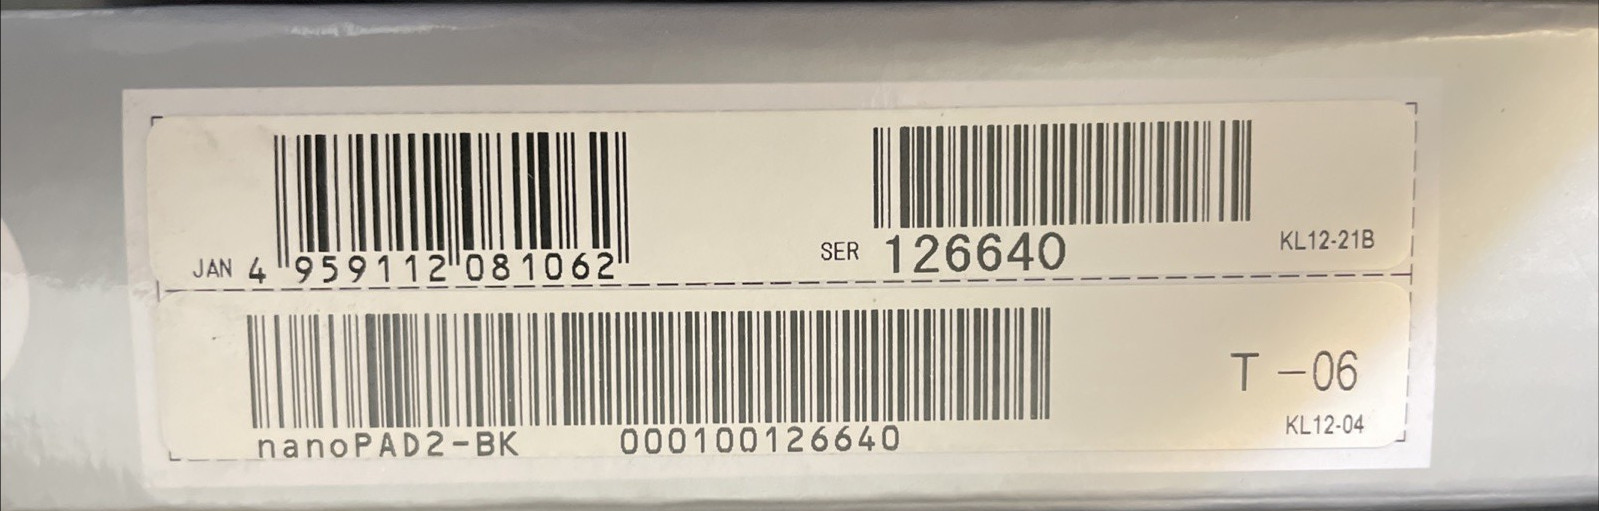 JAN 4 959112 081062
SER 126640
KL12-21B
nanoPAD2-BK 000100126640
T -06
KL12-04